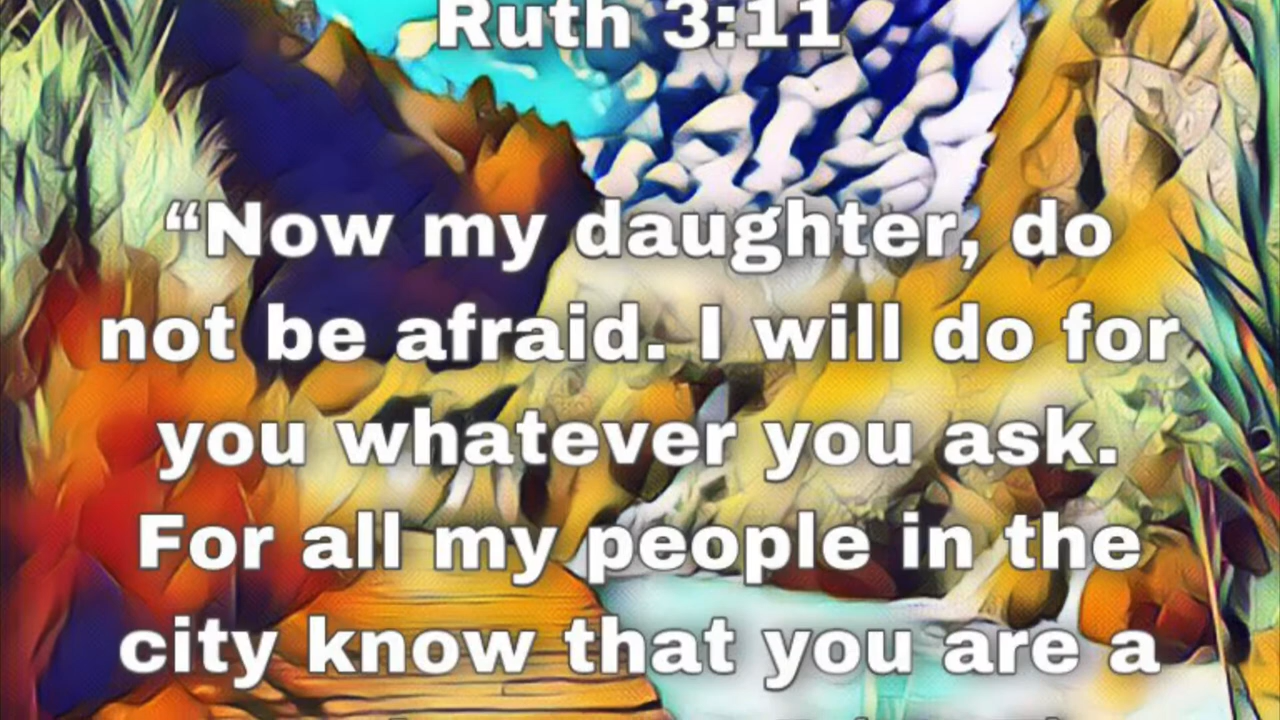 Ruth 3:11
“Now my daughter, do
not be afraid. I will do for
you whatever you ask.
For all my people in the
city know that you are a